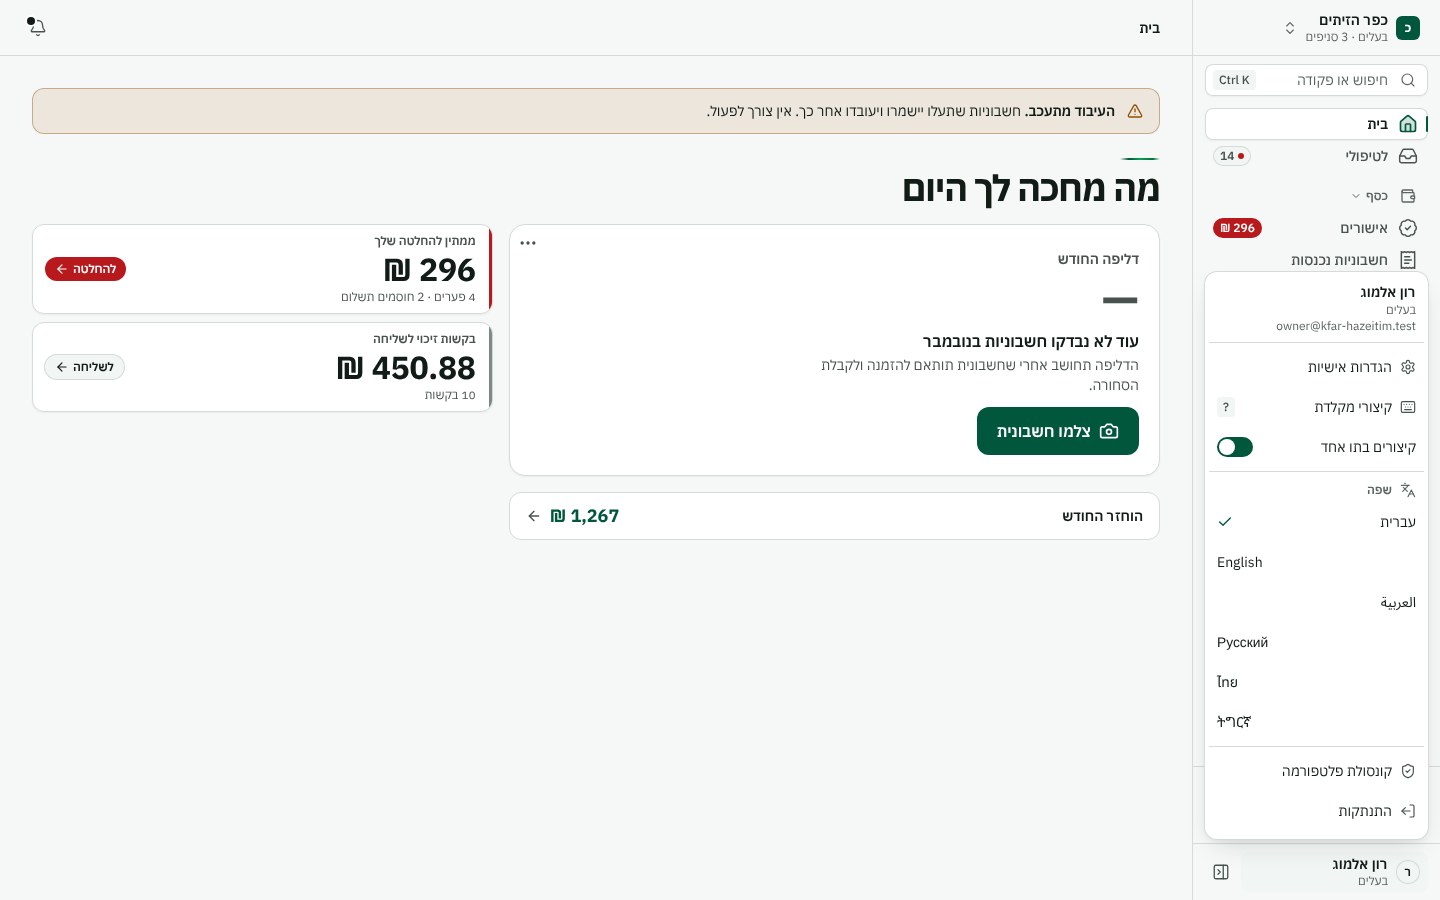 כ
כפר הזיתים
בעלים · 3 סניפים
בית
חיפוש או פקודה
Ctrl K
בית
לטיפולי
14
כסף
אישורים
296 ₪
חשבוניות נכנסות
רון אלמוג
בעלים
owner@kfar-hazeitim.test
הגדרות אישיות
קיצורי מקלדת
?
קיצורים בתו אחד
שפה
עברית
English
العربية
Русский
ไทย
ትግርኛ
קונסולת פלטפורמה
התנתקות
ר
רון אלמוג
בעלים
העיבוד מתעכב. חשבוניות שתעלו יישמרו ויעובדו אחר כך. אין צורך לפעול.
מה מחכה לך היום
דליפה החודש
—
עוד לא נבדקו חשבוניות בנובמבר
הדליפה תחושב אחרי שחשבונית תותאם להזמנה ולקבלת
הסחורה.
צלמו חשבונית
הוחזר החודש
1,267 ₪
ממתין להחלטה שלך
296 ₪
להחלטה
4 פערים · 2 חוסמים תשלום
בקשות זיכוי לשליחה
450.88 ₪
לשליחה
10 בקשות